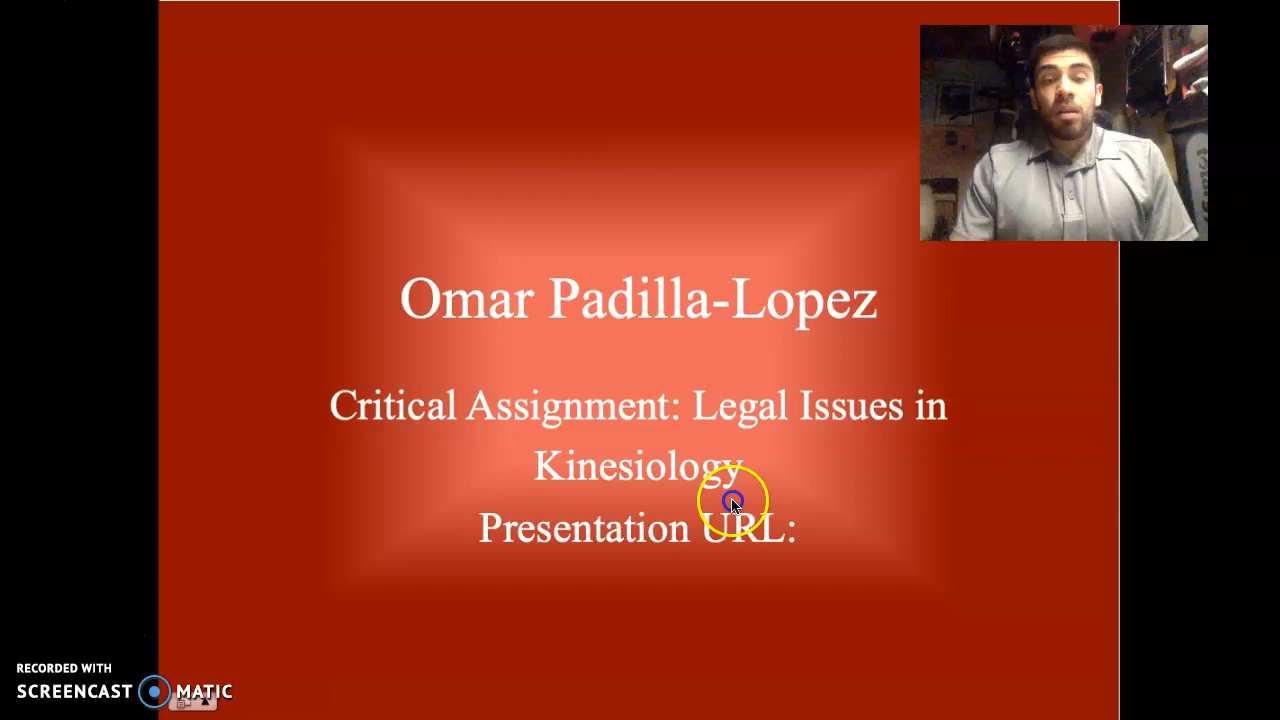 Omar Padilla-Lopez
Critical Assignment: Legal Issues in
Kinesiology
Presentation URL:
RECORDED WITH
SCREENCAST MATIC